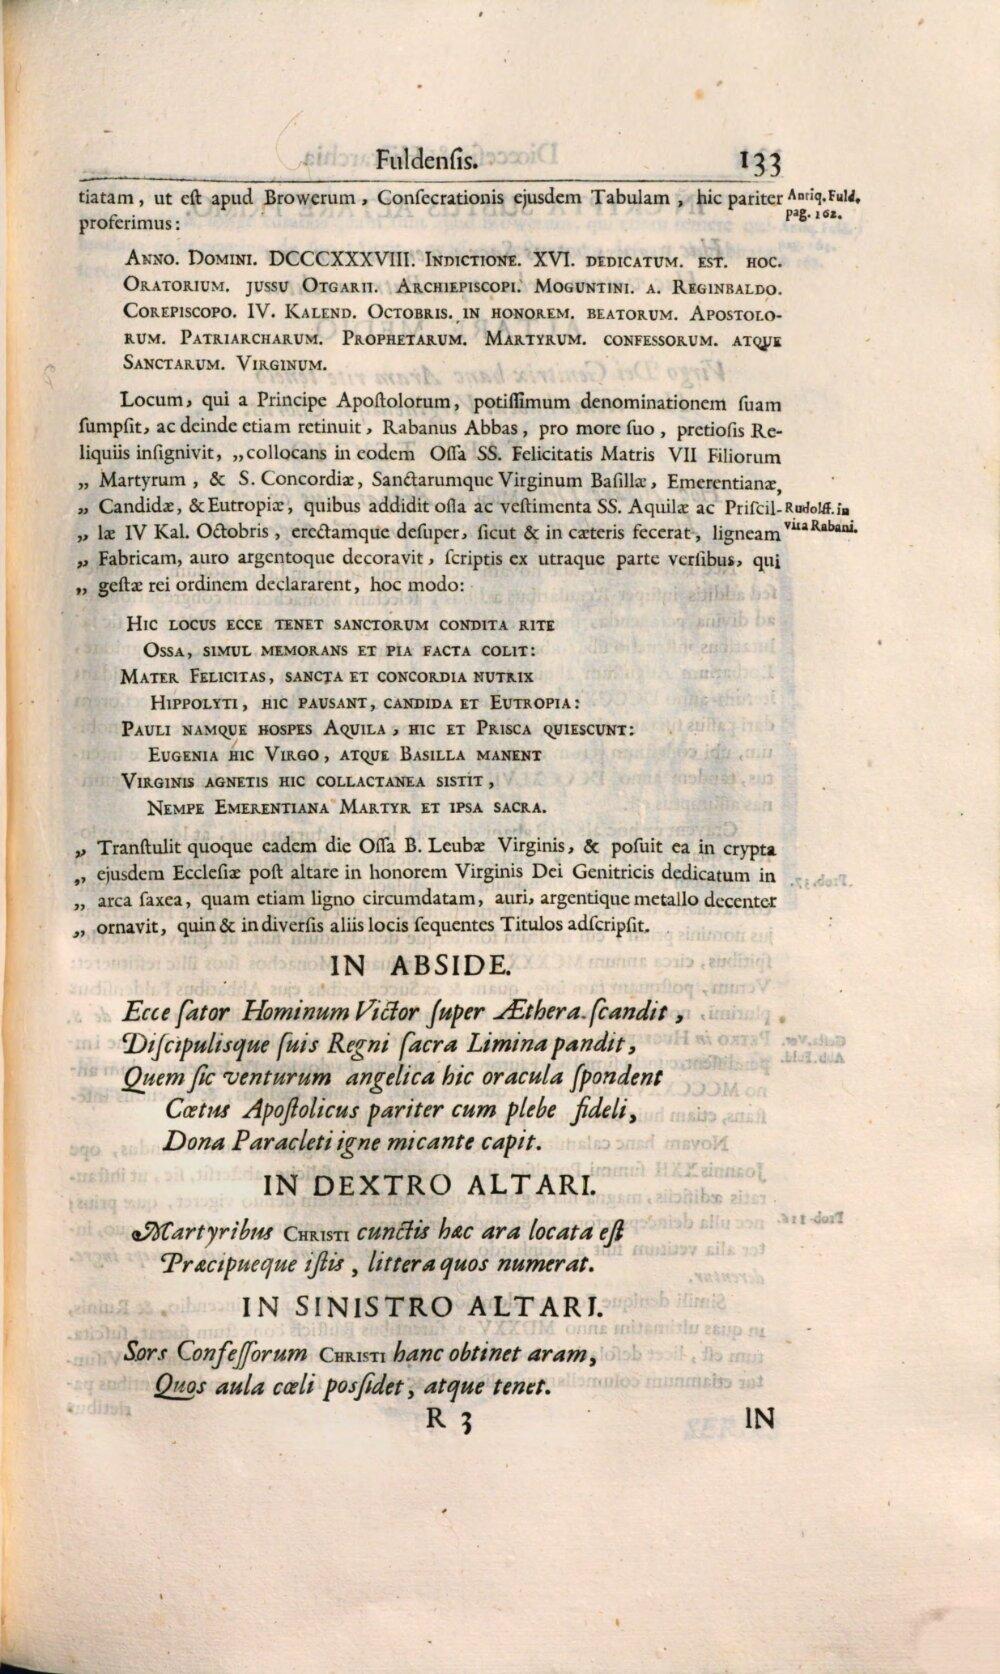 Fuldensis. 133
tiatam, ut est apud Browerum, Consecrationis ejusdem Tabulam, hic pariter
Antiq. Fuld.
pag. 162.
proferimus:
ANNO. DOMINI. DCCCXXXVIII. INDICTIONE. XVI. DEDICATUM. EST. HOC.
ORATORIUM. JUSSU OTGARII. ARCHIEPISCOPI. MOGUNTINI. A. REGINBALDO.
COREPISCOPO. IV. KALEND. OCTOBRIS. IN HONOREM. BEATORUM. APOSTOLO-
RUM. PATRIARCHARUM. PROPHETARUM. MARTYRUM. CONFESSORUM. ATQUE
SANCTARUM. VIRGINUM.
Locum, qui a Principe Apostolorum, potissimum denominationem suam
sumpsit, ac deinde etiam retinuit, Rabanus Abbas, pro more suo, pretiosis Re-
liquiis insignivit, „collocans in eodem Ossa SS. Felicitatis Matris VII Filiorum
„ Martyrum, & S. Concordiæ, Sanctarumque Virginum Basillæ, Emerentianæ,
„ Candidæ, & Eutropiæ, quibus addidit ossa ac vestimenta SS. Aquilæ ac Priscil-
Rudolff. in
vita Rabani.
„ læ IV Kal. Octobris, erectamque desuper, sicut & in cæteris fecerat, ligneam
„ Fabricam, auro argentoque decoravit, scriptis ex utraque parte versibus, qui
„ gestæ rei ordinem declararent, hoc modo:
HIC LOCUS ECCE TENET SANCTORUM CONDITA RITE
OSSA, SIMUL MEMORANS ET PIA FACTA COLIT:
MATER FELICITAS, SANCTA ET CONCORDIA NUTRIX
HIPPOLYTI, HIC PAUSANT, CANDIDA ET EUTROPIA:
PAULI NAMQUE HOSPES AQUILA, HIC ET PRISCA QUIESCUNT:
EUGENIA HIC VIRGO, ATQUE BASILLA MANENT
VIRGINIS AGNETIS HIC COLLACTANEA SISTIT,
NEMPE EMERENTIANA MARTYR ET IPSA SACRA.
„ Transtulit quoque eadem die Ossa B. Leubæ Virginis, & posuit ea in crypta
„ ejusdem Ecclesiæ post altare in honorem Virginis Dei Genitricis dedicatum in
„ arca saxea, quam etiam ligno circumdatam, auri, argentique metallo decenter
„ ornavit, quin & in diversis aliis locis sequentes Titulos adscripsit.
IN ABSIDE.
Ecce sator Hominum Victor super Æthera scandit,
Discipulisque suis Regni sacra Limina pandit,
Quem sic venturum angelica hic oracula spondent
Cœtus Apostolicus pariter cum plebe fideli,
Dona Paracleti igne micante capit.
IN DEXTRO ALTARI.
Martyribus CHRISTI cunctis hæc ara locata est
Præcipueque istis, littera quos numerat.
IN SINISTRO ALTARI.
Sors Confessorum CHRISTI hanc obtinet aram,
Quos aula cœli possidet, atque tenet.
R 3 IN